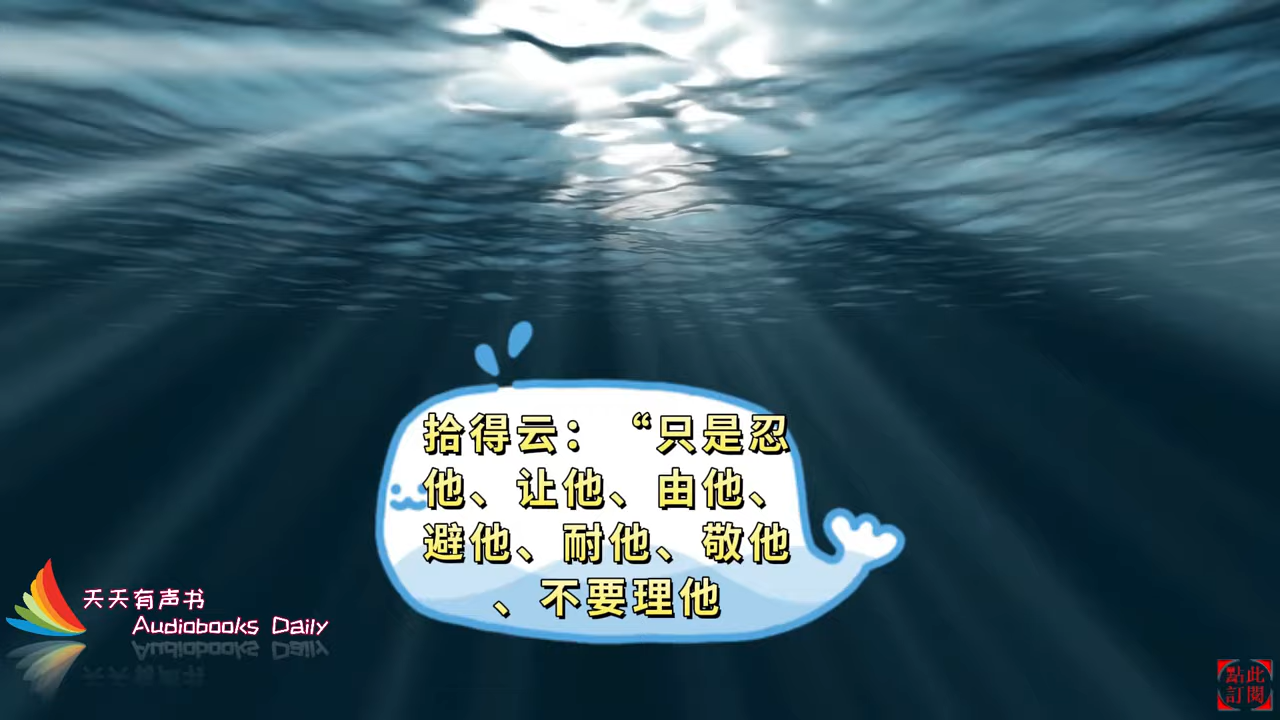 拾得云：“只是忍
他、让他、由他、
避他、耐他、敬他
、不要理他
天天有声书
Audiobooks Daily
點此
訂閱